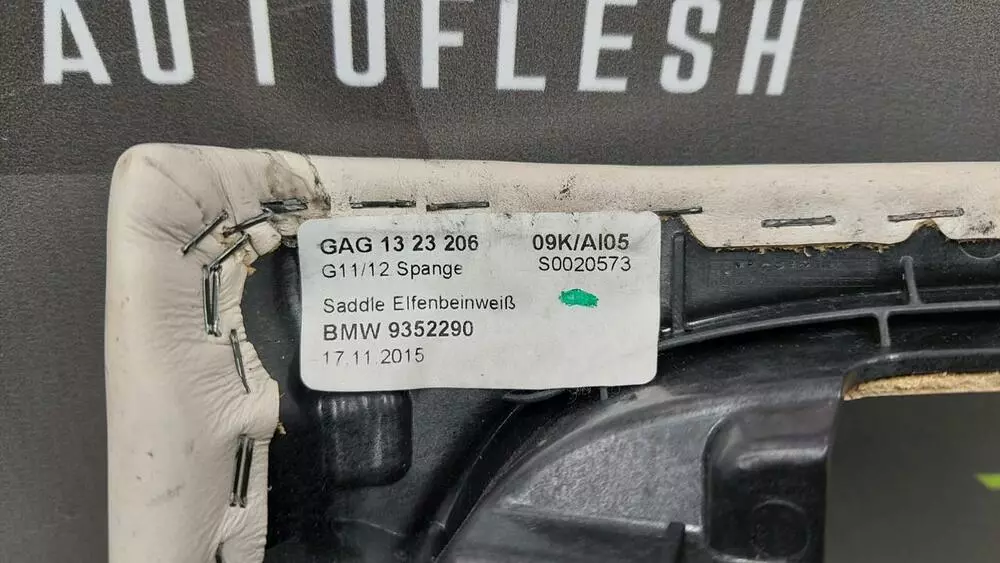 AUTOFLESH
GAG 13 23 206 09K/AI05
G11/12 Spange S0020573
Saddle Elfenbeinweiß
BMW 9352290
17.11.2015